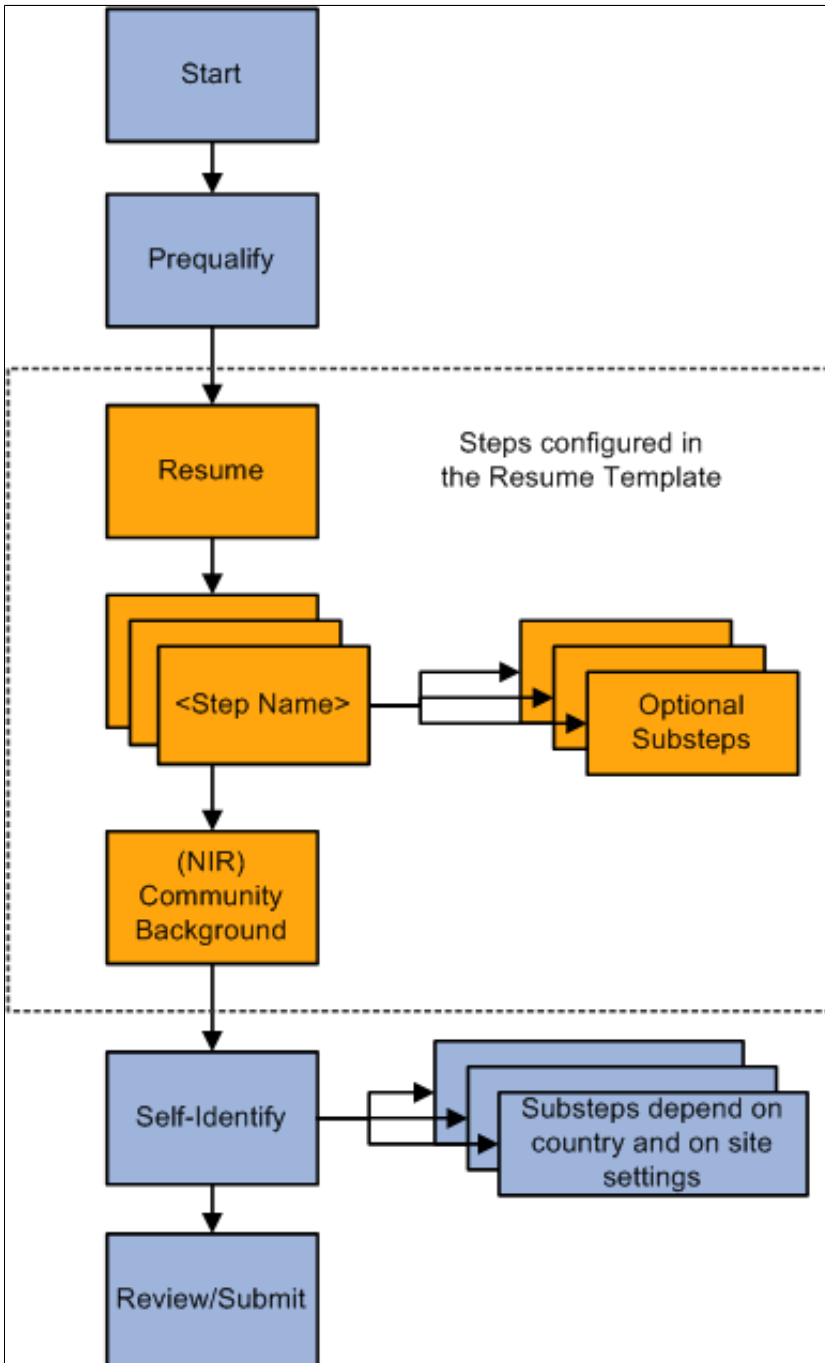 Start
Prequalify
Resume
Steps configured in
the Resume Template
<Step Name>
Optional
Substeps
(NIR)
Community
Background
Self-Identify
Substeps depend on
country and on site
settings
Review/Submit